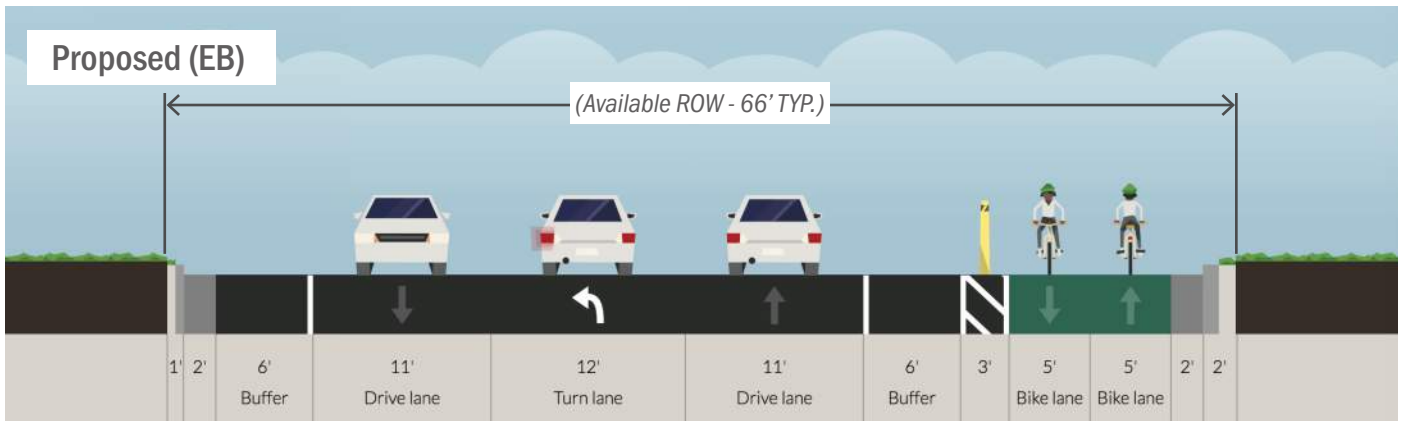 Proposed (EB)
(Available ROW - 66' TYP.)
1' 2' 6' 11' 12' 11' 6' 3' 5' 5' 2' 2'
Buffer Drive lane Turn lane Drive lane Buffer Bike lane Bike lane